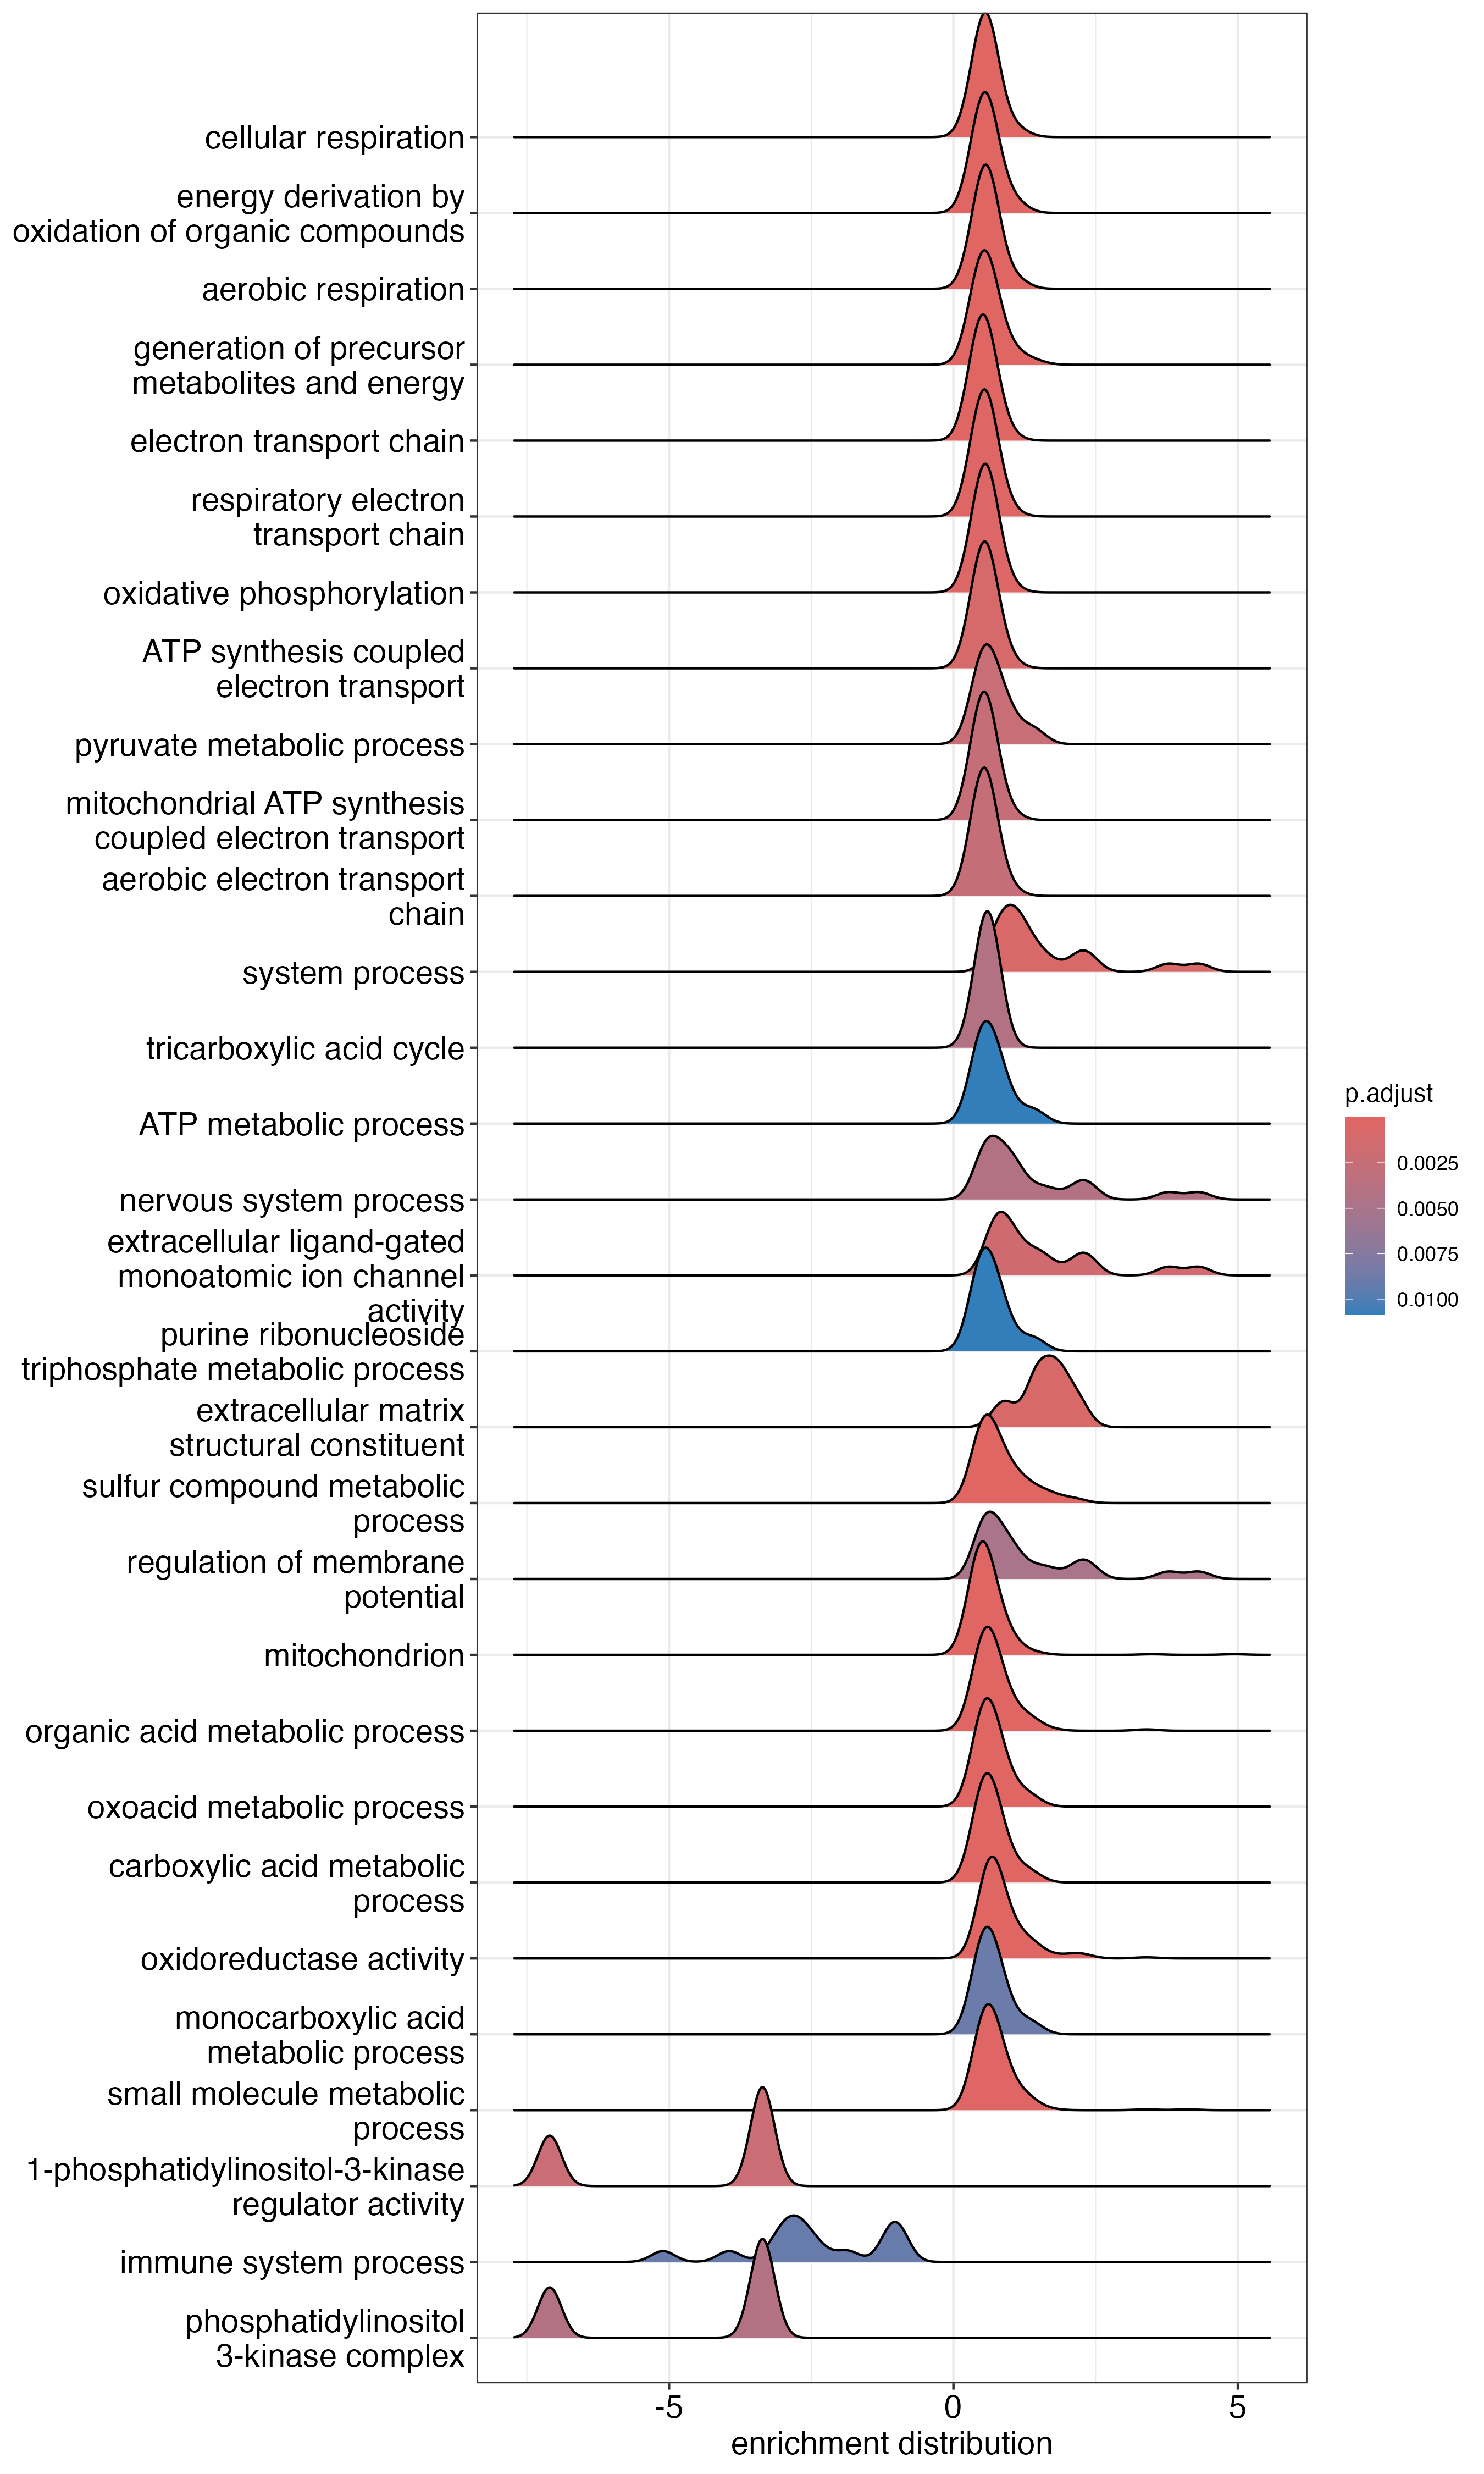 cellular respiration
energy derivation by
oxidation of organic compounds
aerobic respiration
generation of precursor
metabolites and energy
electron transport chain
respiratory electron
transport chain
oxidative phosphorylation
ATP synthesis coupled
electron transport
pyruvate metabolic process
mitochondrial ATP synthesis
coupled electron transport
aerobic electron transport
chain
system process
tricarboxylic acid cycle
ATP metabolic process
nervous system process
extracellular ligand-gated
monoatomic ion channel
activity
purine ribonucleoside
triphosphate metabolic process
extracellular matrix
structural constituent
sulfur compound metabolic
process
regulation of membrane
potential
mitochondrion
organic acid metabolic process
oxoacid metabolic process
carboxylic acid metabolic
process
oxidoreductase activity
monocarboxylic acid
metabolic process
small molecule metabolic
process
1-phosphatidylinositol-3-kinase
regulator activity
immune system process
phosphatidylinositol
3-kinase complex
-5 0 5
enrichment distribution
p.adjust
0.0025
0.0050
0.0075
0.0100